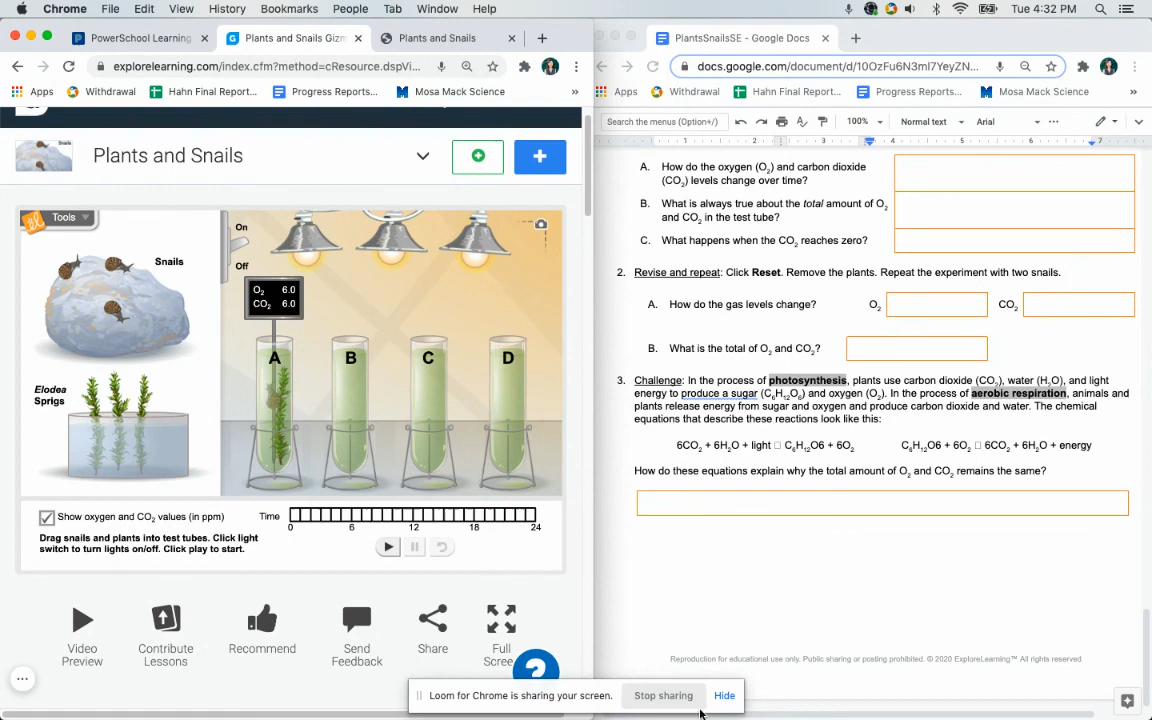 Chrome File Edit View History Bookmarks People Tab Window Help Tue 4:32 PM
PowerSchool Learning × Plants and Snails Gizm × Plants and Snails × +
explorelearning.com/index.cfm?method=cResource.dspVi...
Apps Withdrawal Hahn Final Report... Progress Reports... Mosa Mack Science »
Plants and Snails
Tools
Snails
Elodea
Sprigs
On
Off
O₂ 6.0
CO₂ 6.0
A B C D
Show oxygen and CO₂ values (in ppm)
Time
0 6 12 18 24
Drag snails and plants into test tubes. Click light
switch to turn lights on/off. Click play to start.
Video
Preview
Contribute
Lessons
Recommend
Send
Feedback
Share
Full
Scree
?
Loom for Chrome is sharing your screen. Stop sharing Hide
PlantsSnailsSE - Google Docs × +
docs.google.com/document/d/10OzFu6N3ml7YeyZN...
Apps Withdrawal Hahn Final Report... Progress Reports... Mosa Mack Science »
Search the menus (Option+/) 100% Normal text Arial
1 2 3 4 5 6 7
A. How do the oxygen (O₂) and carbon dioxide
(CO₂) levels change over time?
B. What is always true about the total amount of O₂
and CO₂ in the test tube?
C. What happens when the CO₂ reaches zero?
2. Revise and repeat: Click Reset. Remove the plants. Repeat the experiment with two snails.
A. How do the gas levels change? O₂ CO₂
B. What is the total of O₂ and CO₂?
3. Challenge: In the process of photosynthesis, plants use carbon dioxide (CO₂), water (H₂O), and light
energy to produce a sugar (C₆H₁₂O₆) and oxygen (O₂). In the process of aerobic respiration, animals and
plants release energy from sugar and oxygen and produce carbon dioxide and water. The chemical
equations that describe these reactions look like this:
6CO₂ + 6H₂O + light □ C₆H₁₂O6 + 6O₂ C₆H₁₂O6 + 6O₂ □ 6CO₂ + 6H₂O + energy
How do these equations explain why the total amount of O₂ and CO₂ remains the same?
Reproduction for educational use only. Public sharing or posting prohibited. © 2020 ExploreLearning™ All rights reserved